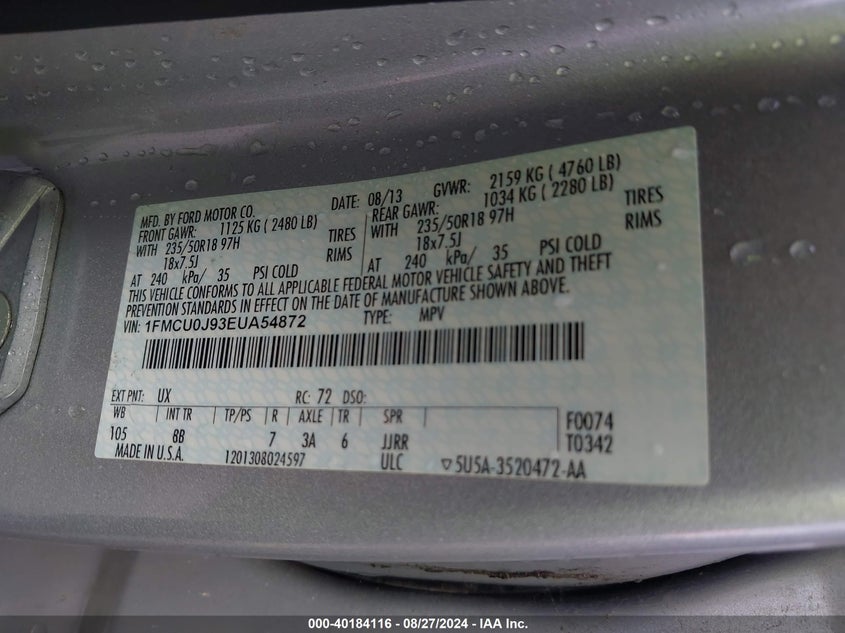 MFD. BY FORD MOTOR CO. DATE: 08/13 GVWR: 2159 KG ( 4760 LB)
FRONT GAWR: 1125 KG ( 2480 LB) REAR GAWR: 1034 KG ( 2280 LB)
WITH 235/50R18 97H TIRES WITH 235/50R18 97H TIRES
18x7.5J RIMS 18x7.5J RIMS
AT 240 kPa/ 35 PSI COLD AT 240 kPa/ 35 PSI COLD
THIS VEHICLE CONFORMS TO ALL APPLICABLE FEDERAL MOTOR VEHICLE SAFETY AND THEFT
PREVENTION STANDARDS IN EFFECT ON THE DATE OF MANUFACTURE SHOWN ABOVE.
VIN: 1FMCU0J93EUA54872 TYPE: MPV
EXT PNT: UX RC: 72 DSO:
WB INT TR TP/PS R AXLE TR SPR F0074
105 8B 7 3A 6 JJRR T0342
MADE IN U.S.A. 1201308024597 ULC ▽5U5A-3520472-AA
000-40184116 - 08/27/2024 - IAA Inc.